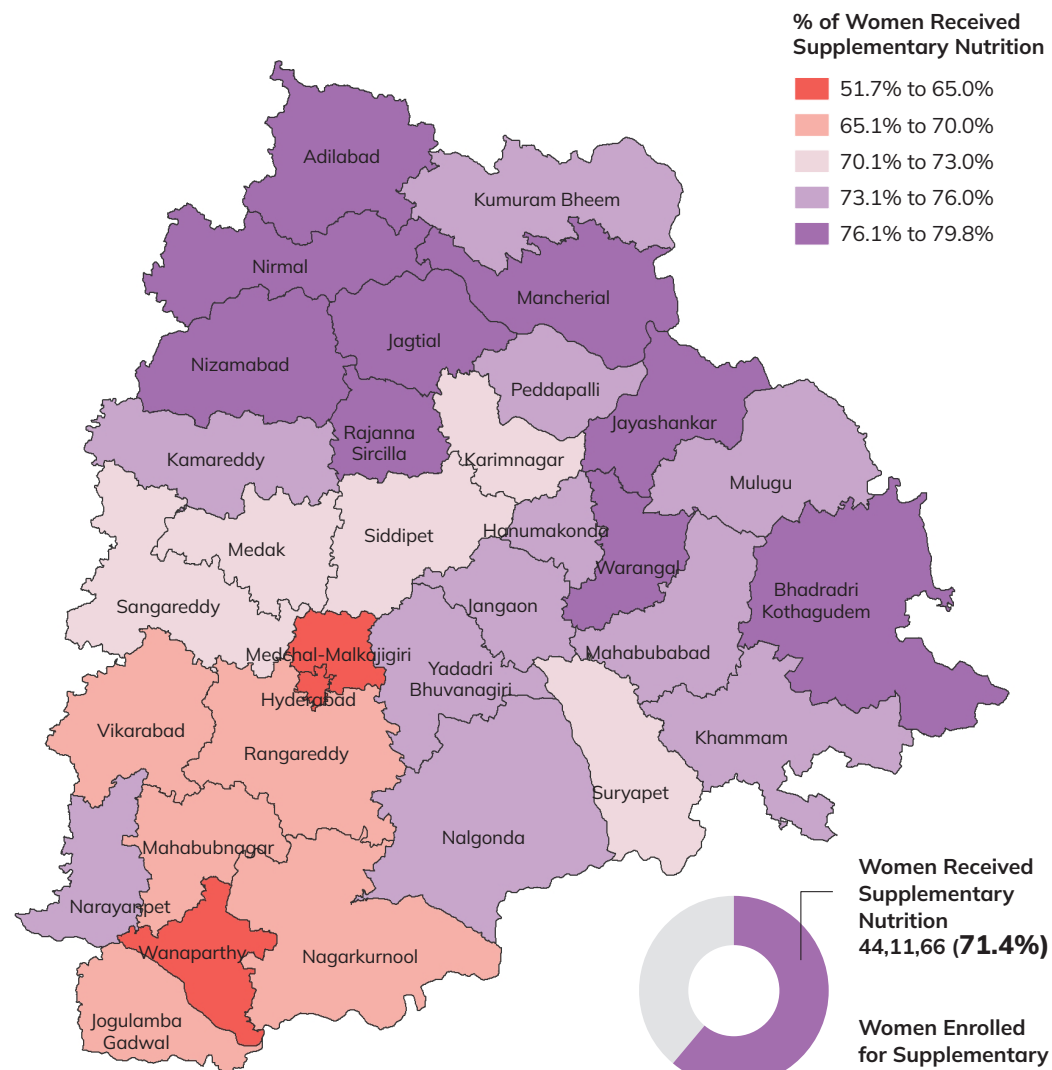 % of Women Received
Supplementary Nutrition
51.7% to 65.0%
65.1% to 70.0%
70.1% to 73.0%
73.1% to 76.0%
76.1% to 79.8%
Adilabad
Kumuram Bheem
Nirmal
Mancherial
Jagtial
Nizamabad
Peddapalli
Rajanna
Sircilla
Jayashankar
Kamareddy
Karimnagar
Mulugu
Siddipet
Hanumakonda
Medak
Warangal
Bhadradri
Kothagudem
Sangareddy
Jangaon
Medchal-Malkajigiri
Mahabubabad
Yadadri
Bhuvanagiri
Hyderabad
Vikarabad
Rangareddy
Khammam
Suryapet
Nalgonda
Mahabubnagar
Narayanpet
Wanaparthy
Nagarkurnool
Jogulamba
Gadwal
Women Received
Supplementary
Nutrition
44,11,66 (71.4%)
Women Enrolled
for Supplementary